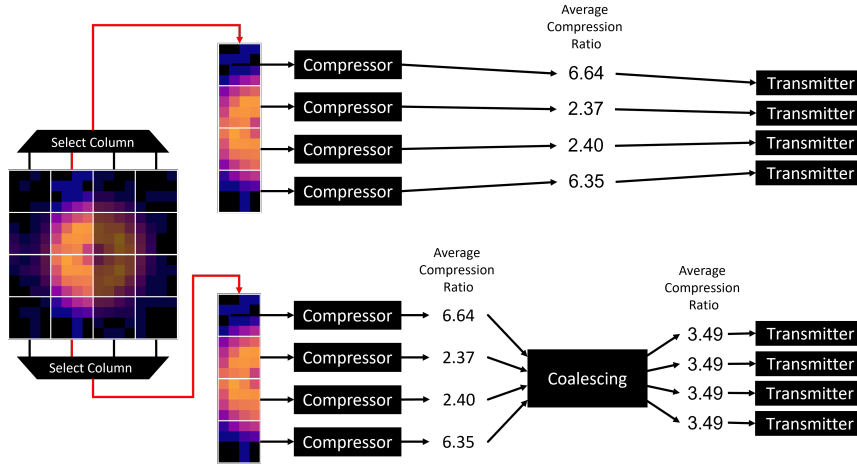 Average
Compression
Ratio
Compressor
6.64
Transmitter
Compressor
2.37
Transmitter
Compressor
2.40
Transmitter
Compressor
6.35
Transmitter
Select Column
Select Column
Average
Compression
Ratio
Average
Compression
Ratio
Compressor
6.64
3.49
Transmitter
Compressor
2.37
3.49
Transmitter
Coalescing
Compressor
2.40
3.49
Transmitter
Compressor
6.35
3.49
Transmitter